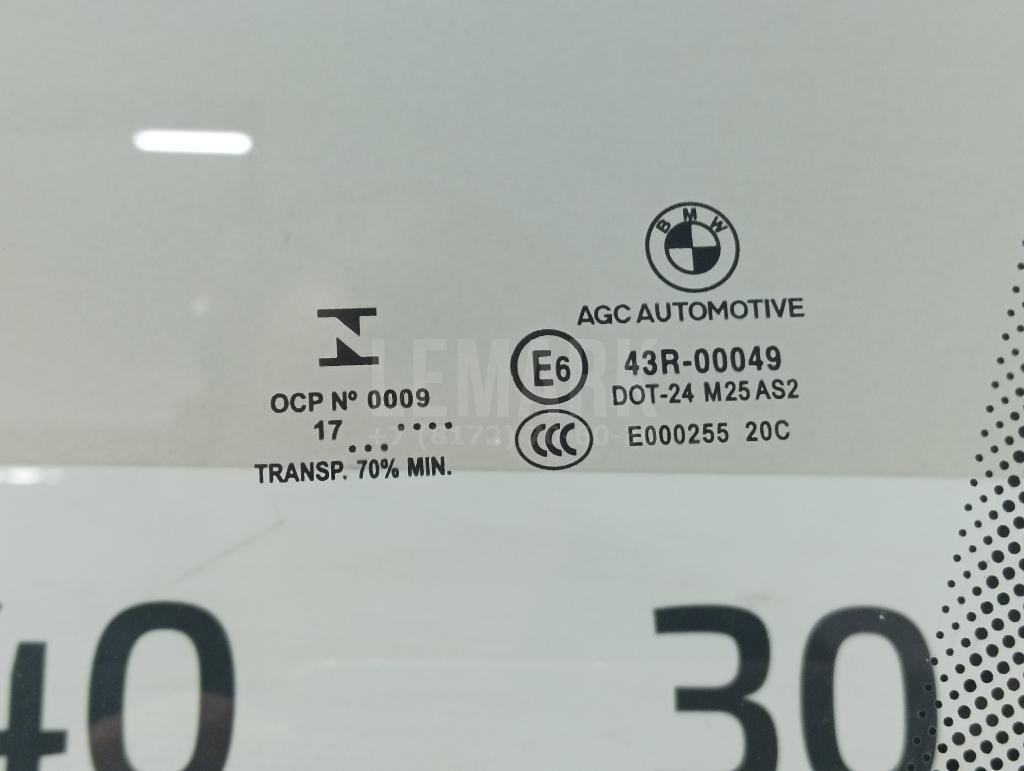 BMW
AGC AUTOMOTIVE
OCP Nº 0009
17
TRANSP. 70% MIN.
E6
43R-00049
DOT-24 M25 AS2
CCC
E000255 20C
LEMARK
40
30